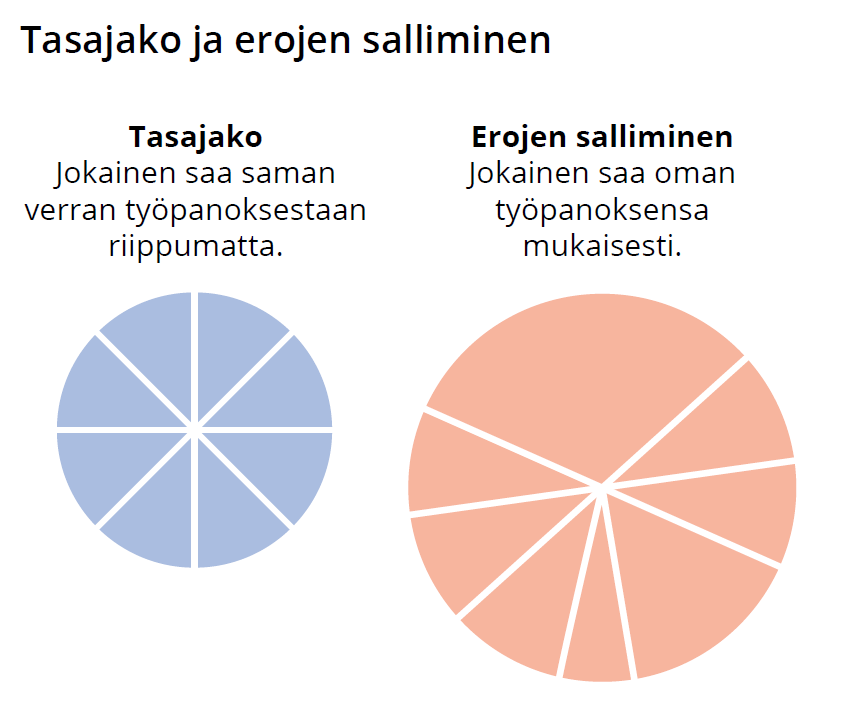 Tasajako ja erojen salliminen
Tasajako
Jokainen saa saman
verran työpanoksestaan
riippumatta.
Erojen salliminen
Jokainen saa oman
työpanoksensa
mukaisesti.